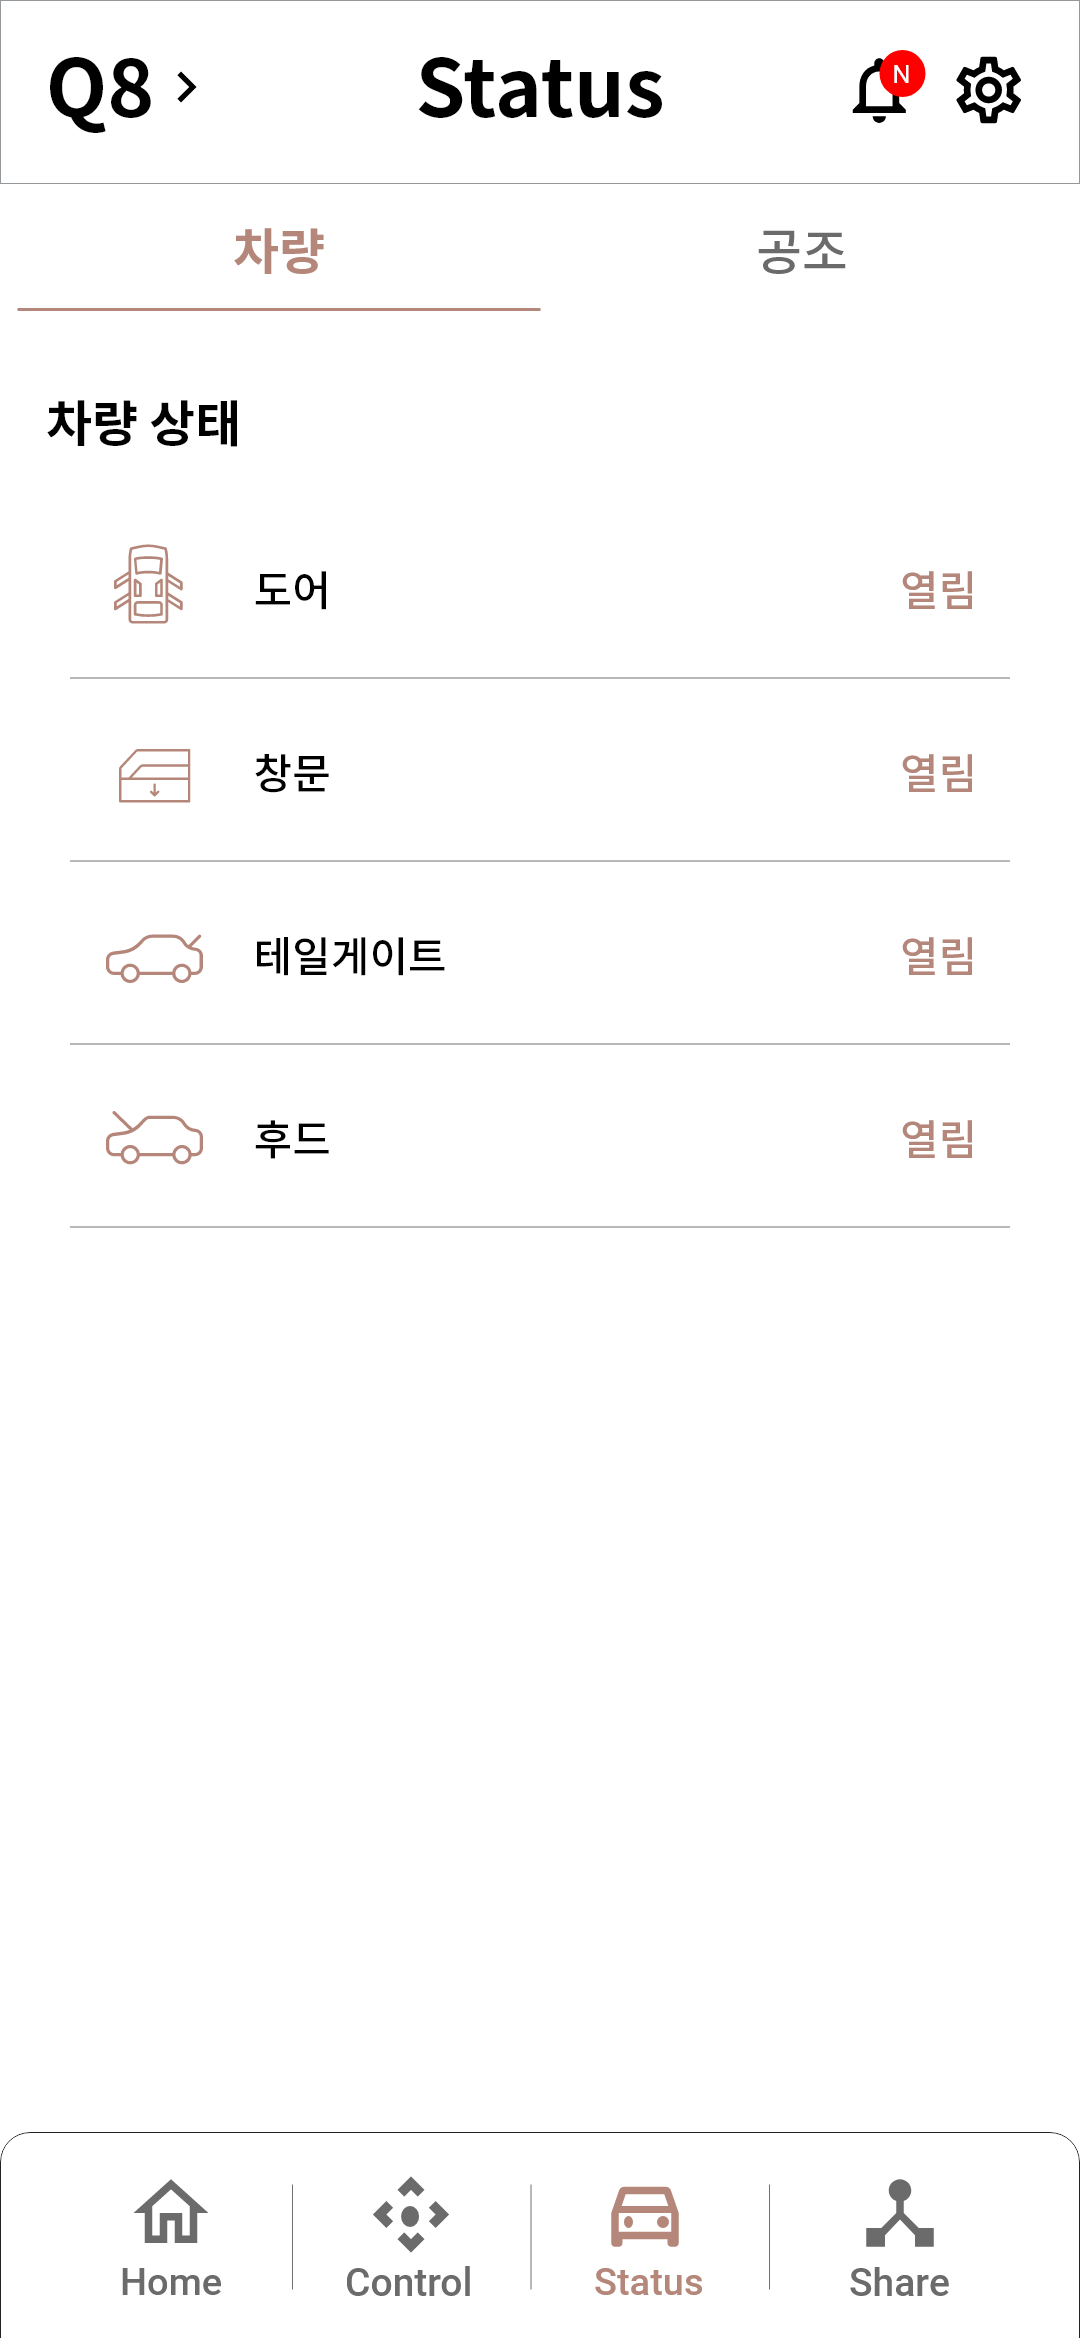 Q8 Status N
차량 공조
차량 상태
도어 열림
창문 열림
테일게이트 열림
후드 열림
Home Control Status Share